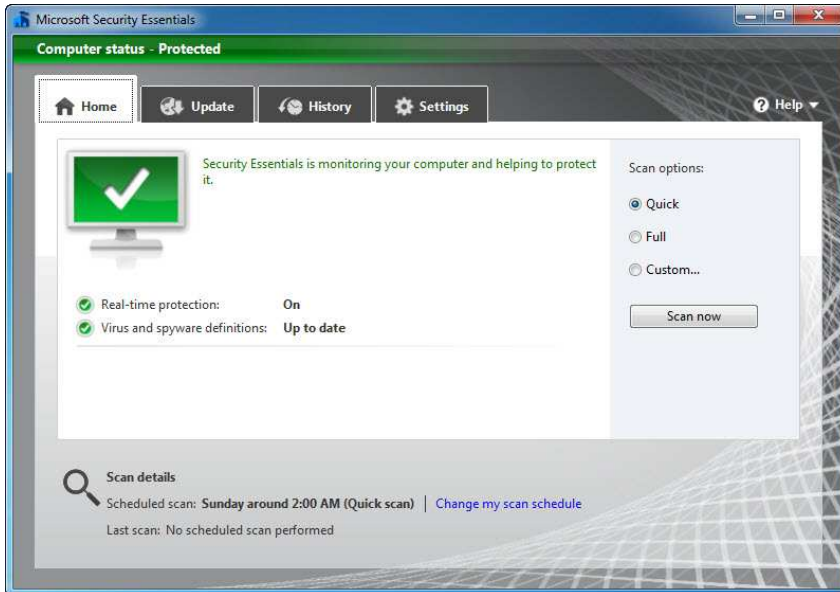 Microsoft Security Essentials
Computer status - Protected
Home Update History Settings Help
Security Essentials is monitoring your computer and helping to protect
it.
Scan options:
Quick
Full
Custom...
Scan now
Real-time protection: On
Virus and spyware definitions: Up to date
Scan details
Scheduled scan: Sunday around 2:00 AM (Quick scan) | Change my scan schedule
Last scan: No scheduled scan performed